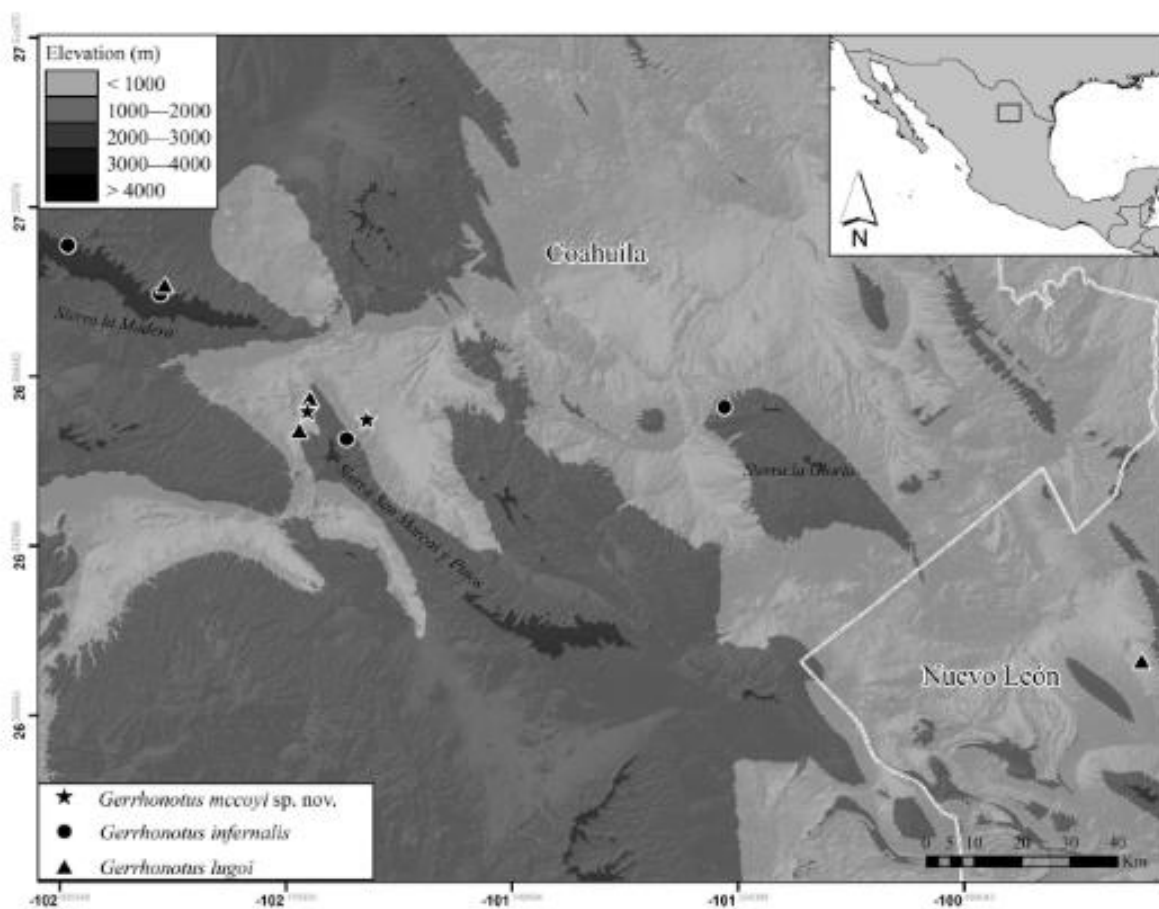 27
Elevation (m)
< 1000
1000—2000
2000—3000
3000—4000
> 4000
N
27
Coahuila
Sierra la Madera
26
Sierra la Gloria
Sierra San Marcos y Pinos
26
Nuevo León
26
Gerrhonotus mccoyi sp. nov.
Gerrhonotus infernalis
Gerrhonotus lugoi
0 5 10 20 30 40
Km
-102
-102
-101
-101
-100